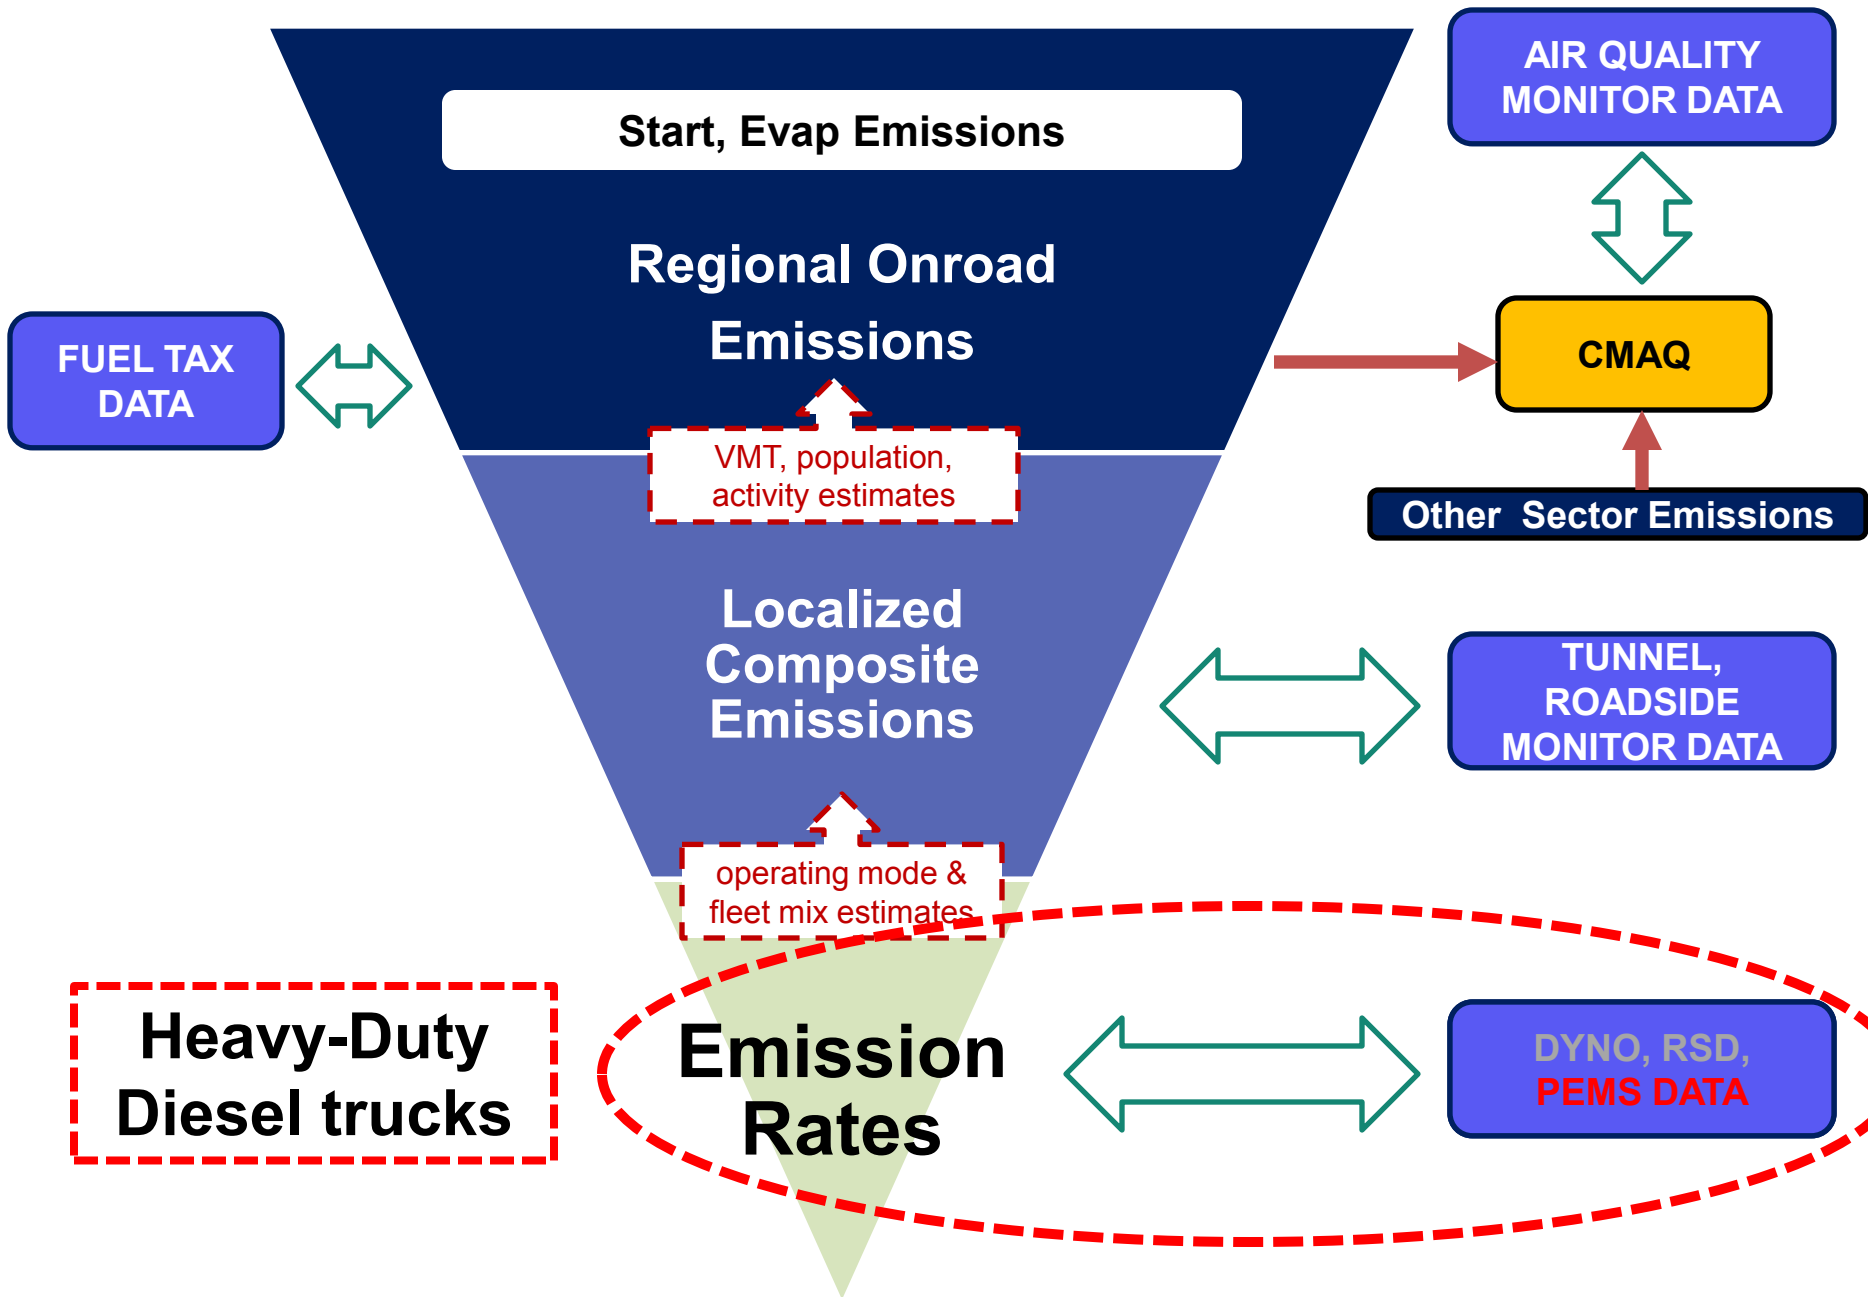 AIR QUALITY
MONITOR DATA
Start, Evap Emissions
Regional Onroad
Emissions
FUEL TAX
DATA
CMAQ
VMT, population,
activity estimates
Other  Sector Emissions
Localized
Composite
Emissions
TUNNEL,
ROADSIDE
MONITOR DATA
operating mode &
fleet mix estimates
Heavy-Duty
Diesel trucks
Emission
Rates
DYNO, RSD,
PEMS DATA